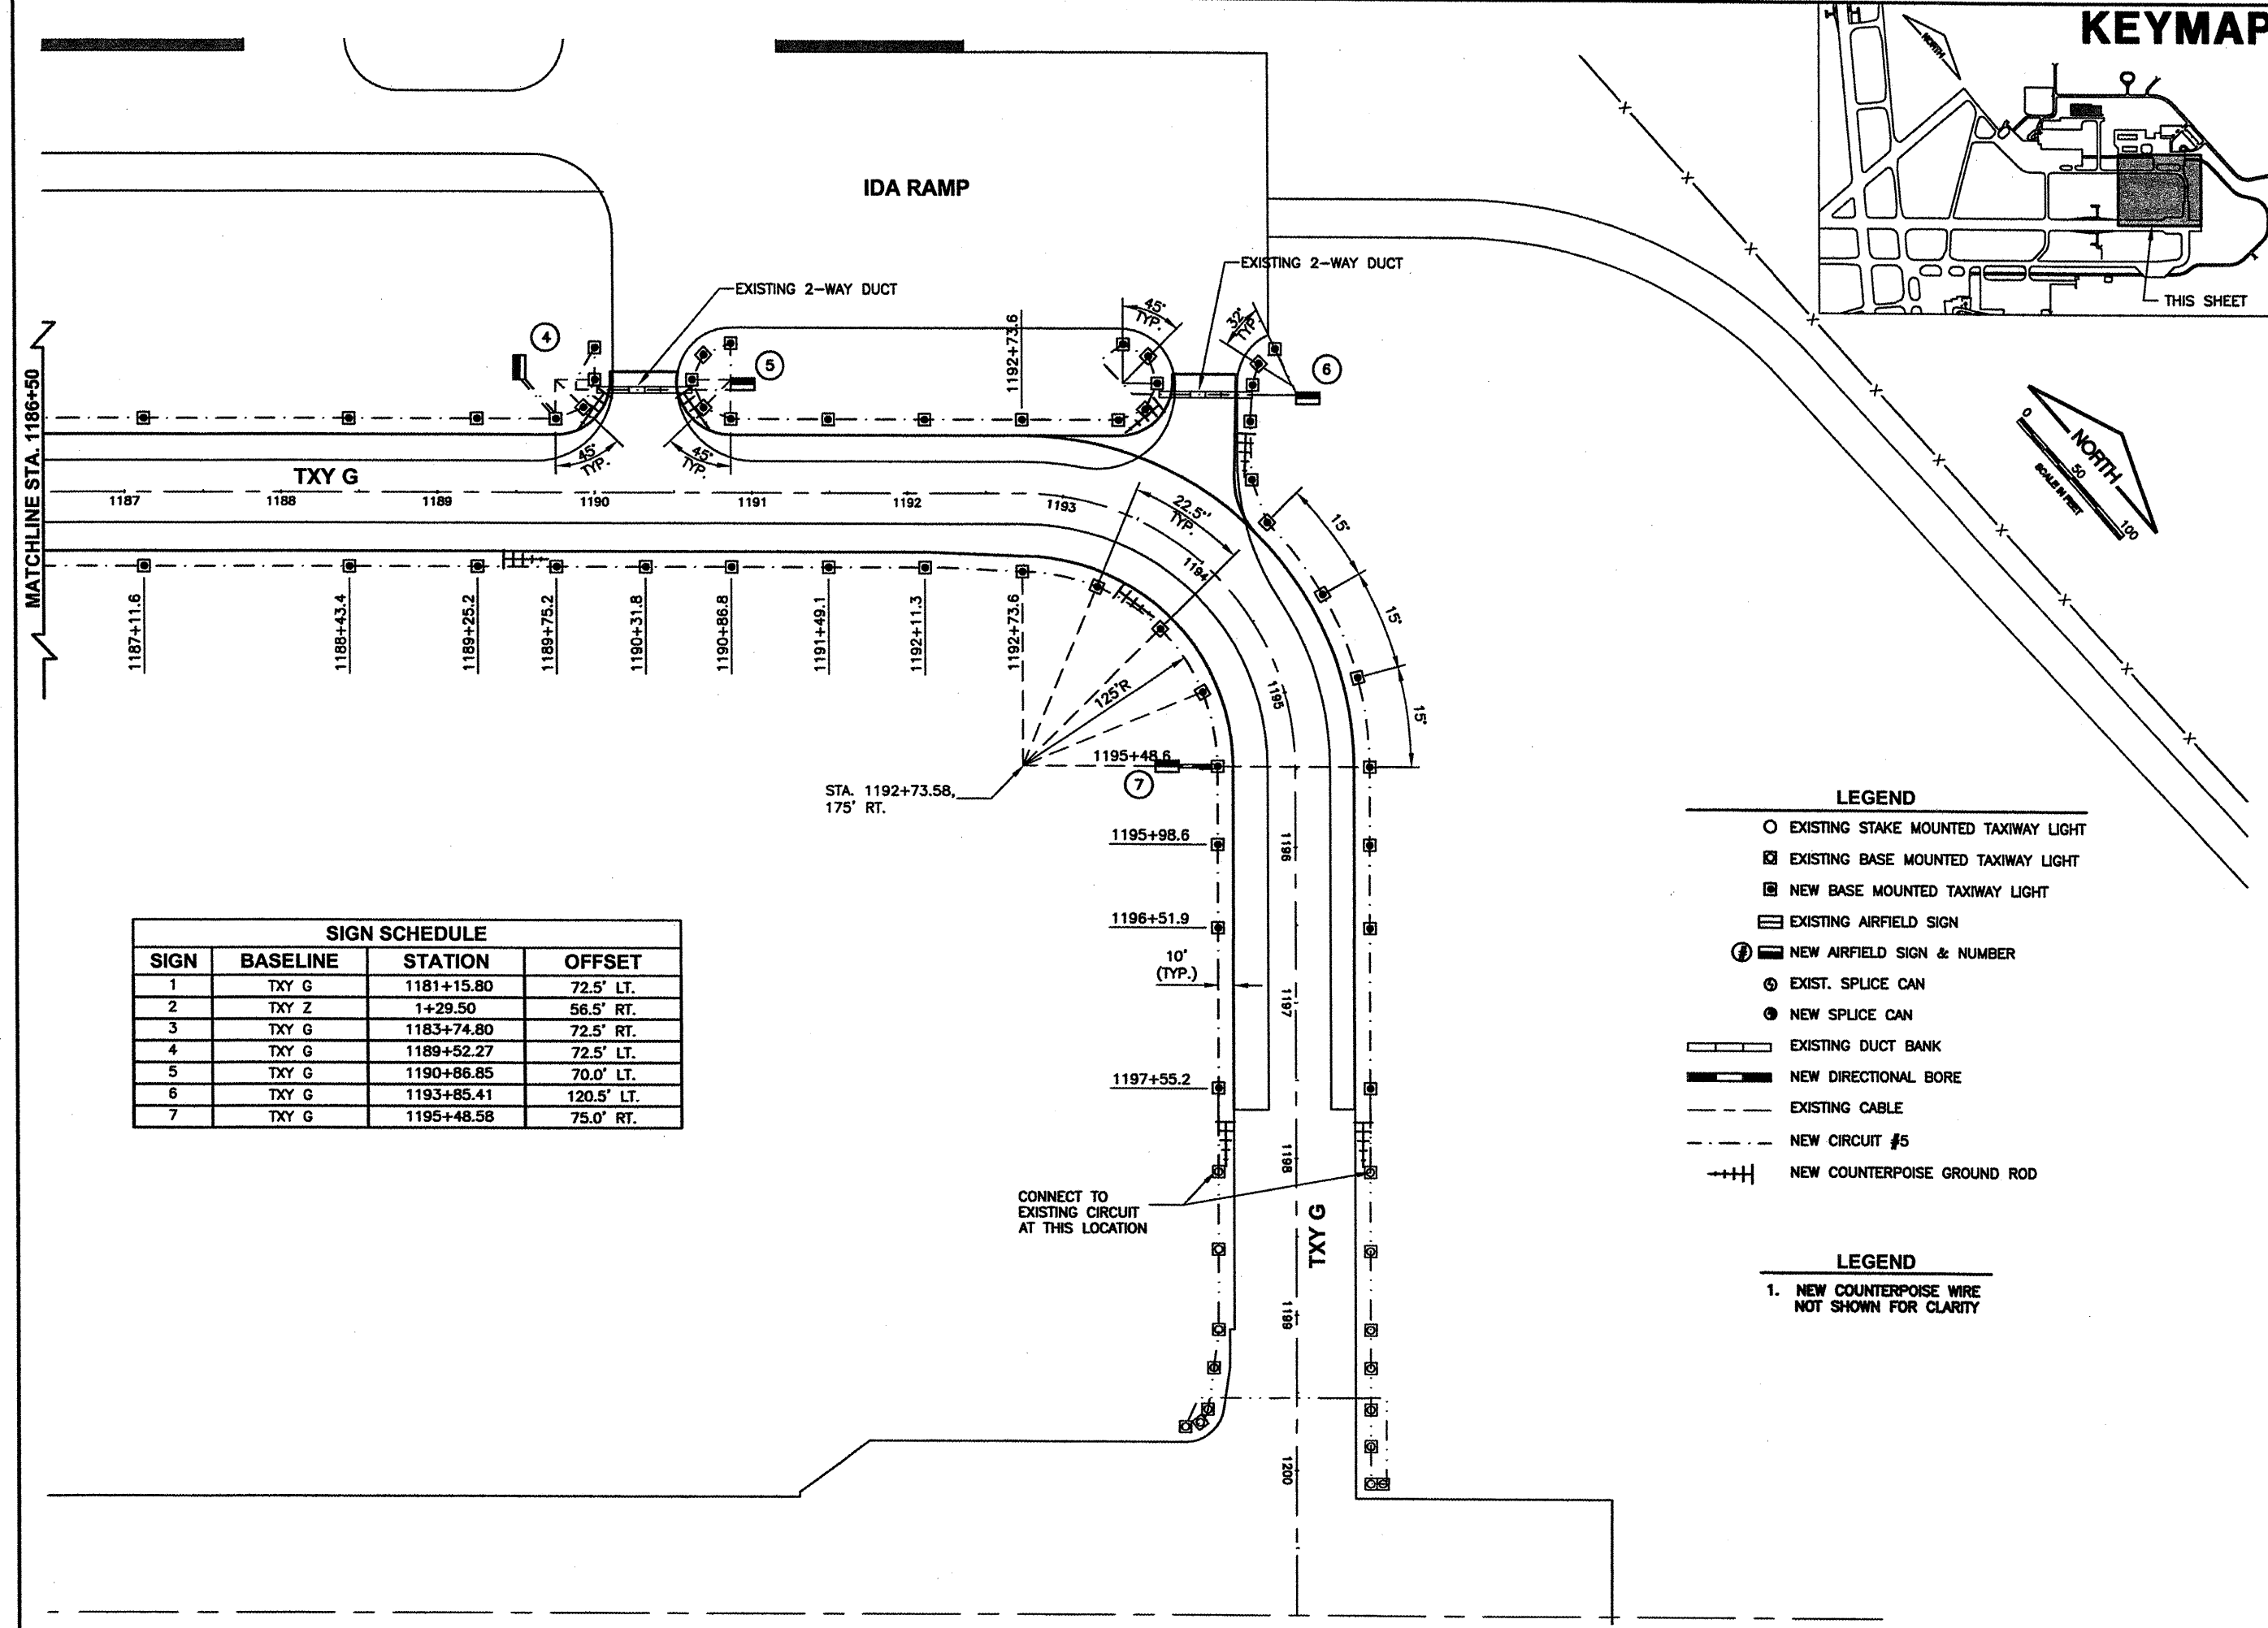 KEYMAP
NORTH
THIS SHEET
IDA RAMP
EXISTING 2-WAY DUCT
EXISTING 2-WAY DUCT
4
5
6
45°
TYP.
32°
TYP.
1192+73.6
MATCHLINE STA. 1186+50
45°
TYP.
45°
TYP.
TXY G
1187
1188
1189
1190
1191
1192
1193
22.5°
TYP.
15°
15°
15°
1194
1195
NORTH
0
50
100
SCALE IN FEET
1187+11.6
1188+43.4
1189+25.2
1189+75.2
1190+31.8
1190+86.8
1191+49.1
1192+11.3
1192+73.6
125'R
1195+48.6
7
STA. 1192+73.58,
175' RT.
1195+98.6
1196
1196+51.9
10'
(TYP.)
1197
1197+55.2
1198
CONNECT TO
EXISTING CIRCUIT
AT THIS LOCATION
TXY G
1199
1200
SIGN SCHEDULE
SIGN BASELINE STATION OFFSET
1 TXY G 1181+15.80 72.5' LT.
2 TXY Z 1+29.50 56.5' RT.
3 TXY G 1183+74.80 72.5' RT.
4 TXY G 1189+52.27 72.5' LT.
5 TXY G 1190+86.85 70.0' LT.
6 TXY G 1193+85.41 120.5' LT.
7 TXY G 1195+48.58 75.0' RT.
LEGEND
EXISTING STAKE MOUNTED TAXIWAY LIGHT
EXISTING BASE MOUNTED TAXIWAY LIGHT
NEW BASE MOUNTED TAXIWAY LIGHT
EXISTING AIRFIELD SIGN
# NEW AIRFIELD SIGN & NUMBER
EXIST. SPLICE CAN
NEW SPLICE CAN
EXISTING DUCT BANK
NEW DIRECTIONAL BORE
EXISTING CABLE
NEW CIRCUIT #5
NEW COUNTERPOISE GROUND ROD
LEGEND
1. NEW COUNTERPOISE WIRE
NOT SHOWN FOR CLARITY